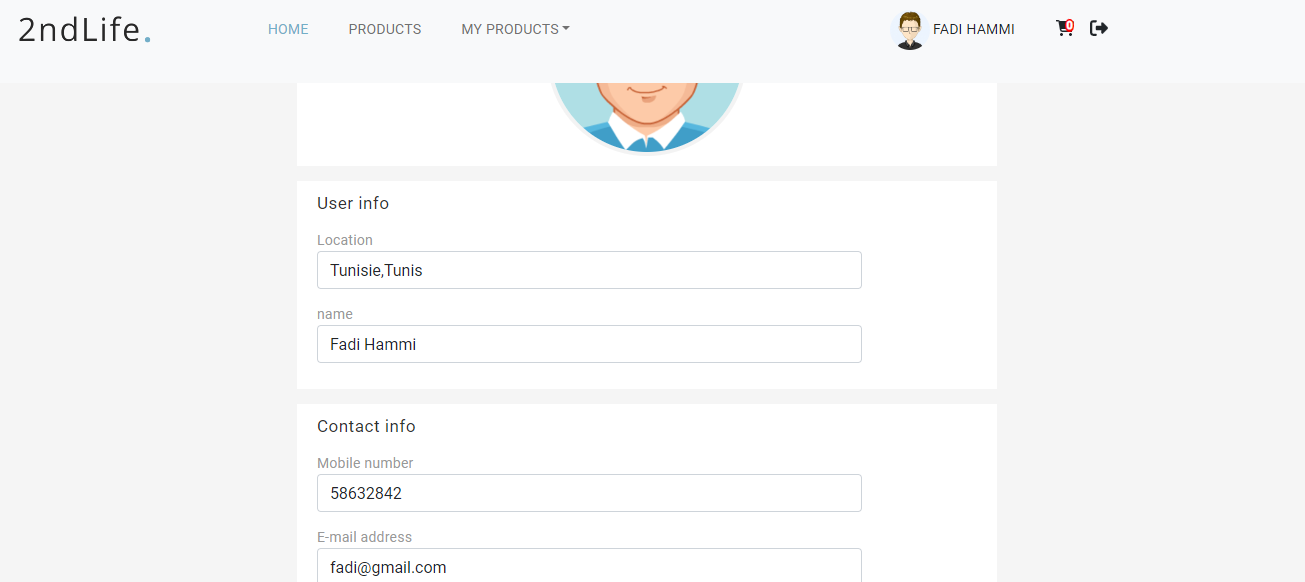 2ndLife.
HOME
PRODUCTS
MY PRODUCTS
FADI HAMMI
0
User info
Location
Tunisie,Tunis
name
Fadi Hammi
Contact info
Mobile number
58632842
E-mail address
fadi@gmail.com